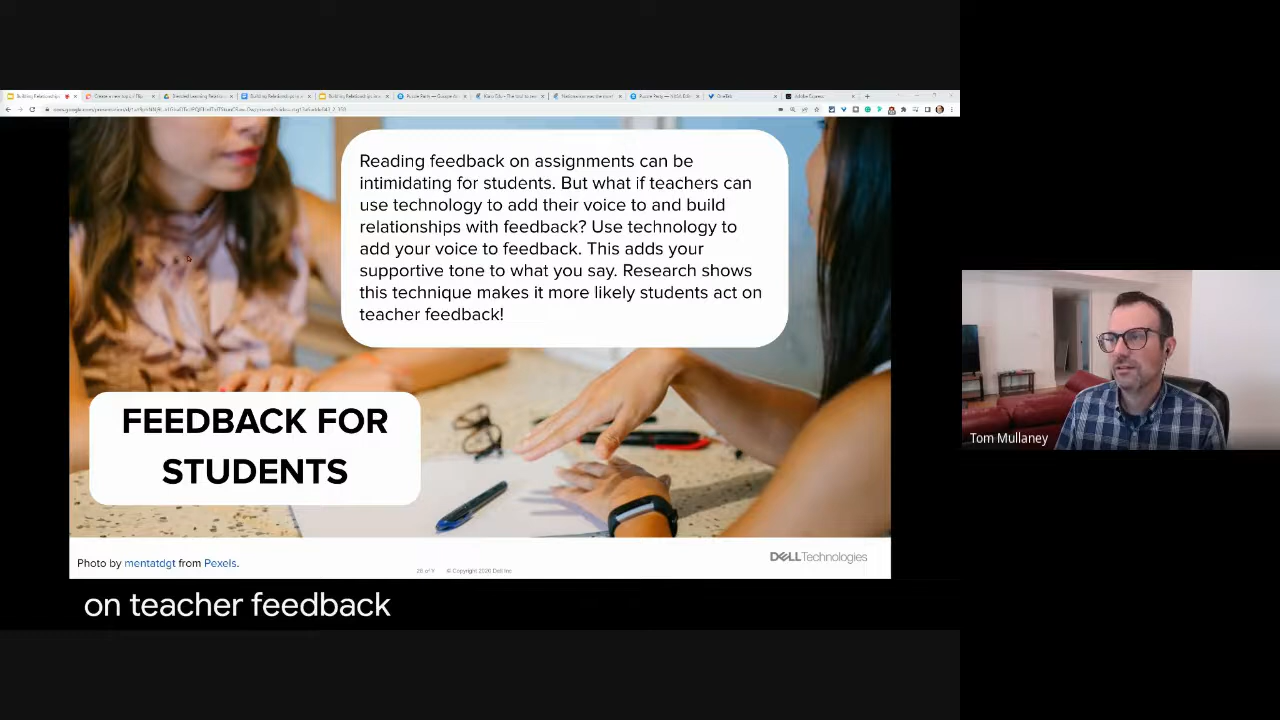 Reading feedback on assignments can be
intimidating for students. But what if teachers can
use technology to add their voice to and build
relationships with feedback? Use technology to
add your voice to feedback. This adds your
supportive tone to what you say. Research shows
this technique makes it more likely students act on
teacher feedback!
FEEDBACK FOR
STUDENTS
Photo by mentatdgt from Pexels.
DELL Technologies
on teacher feedback
Tom Mullaney